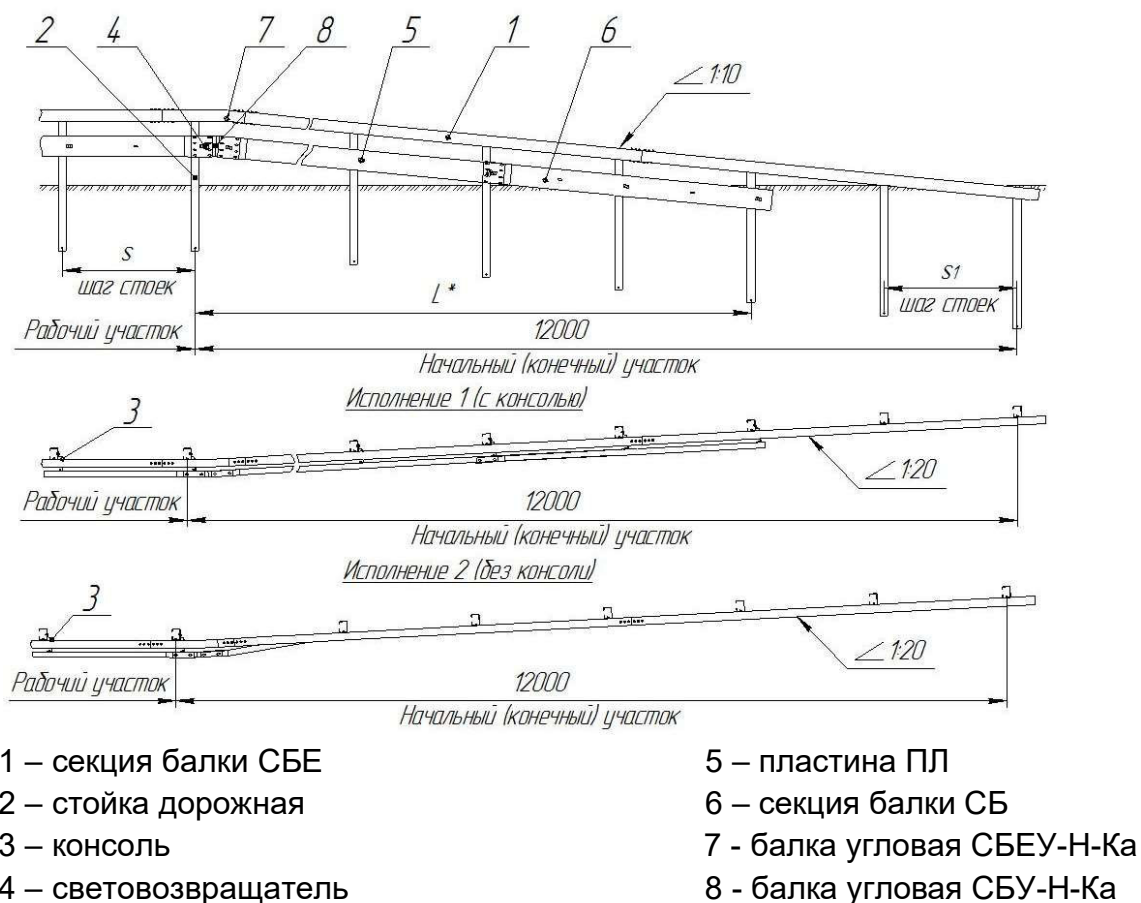 2 4 7 8 5 1 6
∠ 1:10
S
шаг стоек
L*
S1
шаг стоек
Рабочий участок
12000
Начальный (конечный) участок
Исполнение 1 (с консолью)
3
∠ 1:20
Рабочий участок
12000
Начальный (конечный) участок
Исполнение 2 (без консоли)
3
∠ 1:20
Рабочий участок
12000
Начальный (конечный) участок
1 – секция балки СБЕ
2 – стойка дорожная
3 – консоль
4 – световозвращатель
5 – пластина ПЛ
6 – секция балки СБ
7 - балка угловая СБЕУ-Н-Ка
8 - балка угловая СБУ-Н-Ка